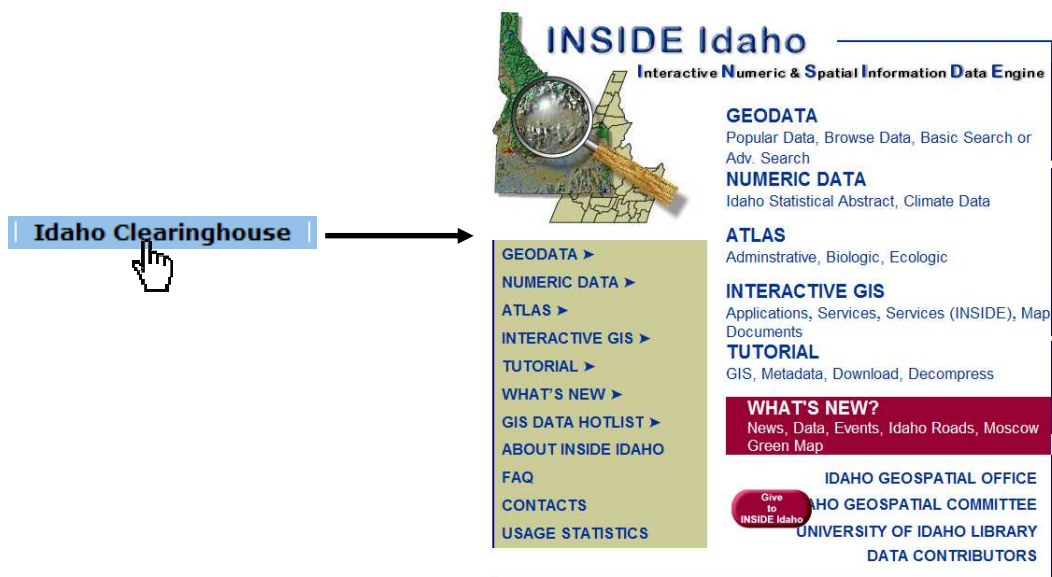 Idaho Clearinghouse
INSIDE Idaho
Interactive Numeric & Spatial Information Data Engine
GEODATA
Popular Data, Browse Data, Basic Search or
Adv. Search
NUMERIC DATA
Idaho Statistical Abstract, Climate Data
ATLAS
Adminstrative, Biologic, Ecologic
INTERACTIVE GIS
Applications, Services, Services (INSIDE), Map
Documents
TUTORIAL
GIS, Metadata, Download, Decompress
WHAT'S NEW?
News, Data, Events, Idaho Roads, Moscow
Green Map
GEODATA ➤
NUMERIC DATA ➤
ATLAS ➤
INTERACTIVE GIS ➤
TUTORIAL ➤
WHAT'S NEW ➤
GIS DATA HOTLIST ➤
ABOUT INSIDE IDAHO
FAQ
CONTACTS
USAGE STATISTICS
Give
to
INSIDE Idaho
IDAHO GEOSPATIAL OFFICE
AHO GEOSPATIAL COMMITTEE
UNIVERSITY OF IDAHO LIBRARY
DATA CONTRIBUTORS